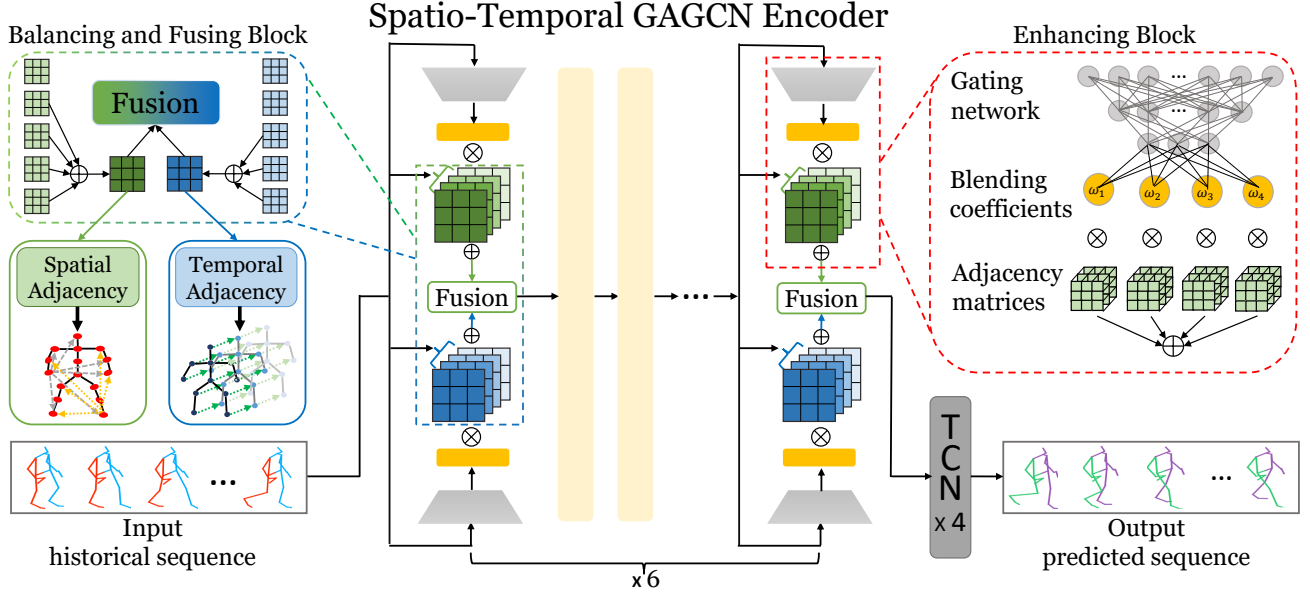 Spatio-Temporal GAGCN Encoder
Balancing and Fusing Block
Fusion
Spatial
Adjacency
Temporal
Adjacency
...
Input
historical sequence
Fusion
...
Fusion
x 6
Enhancing Block
Gating
network
...
...
Blending
coefficients
ω1 ω2 ω3 ω4
Adjacency
matrices
T
C
N
x 4
...
Output
predicted sequence